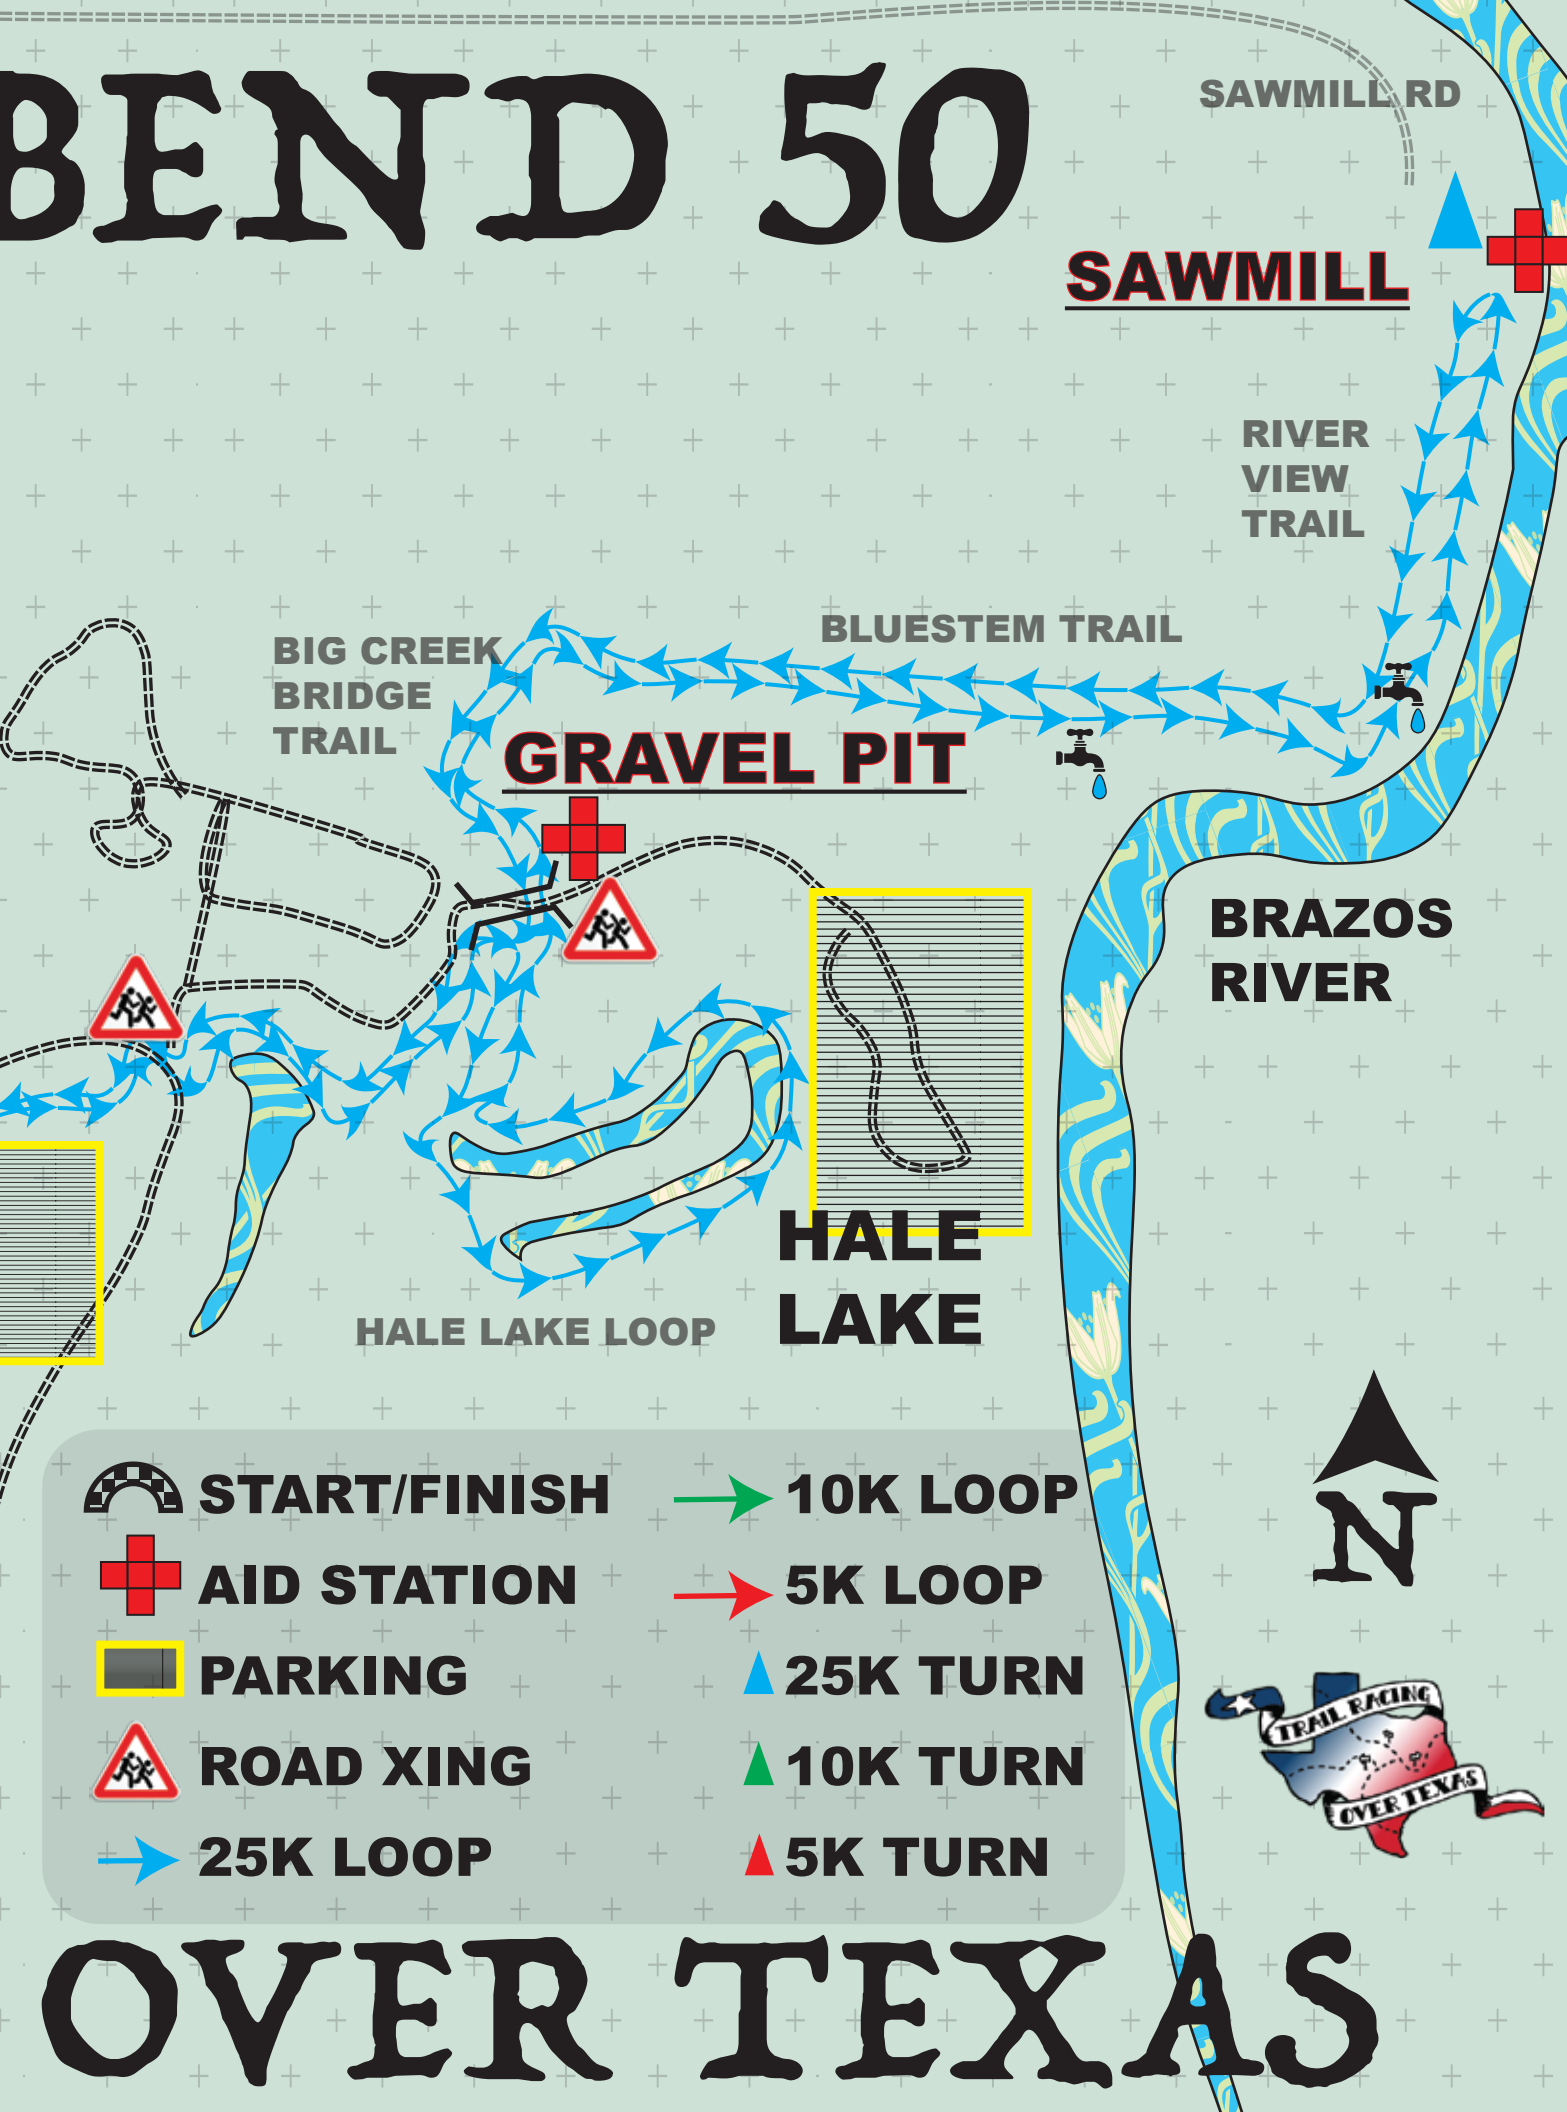 BEND 50
SAWMILL RD
SAWMILL
RIVER
VIEW
TRAIL
BLUESTEM TRAIL
BIG CREEK
BRIDGE
TRAIL
GRAVEL PIT
BRAZOS
RIVER
HALE
LAKE
HALE LAKE LOOP
START/FINISH
AID STATION
PARKING
ROAD XING
25K LOOP
10K LOOP
5K LOOP
25K TURN
10K TURN
5K TURN
N
TRAIL RACING
OVER TEXAS
OVER TEXAS